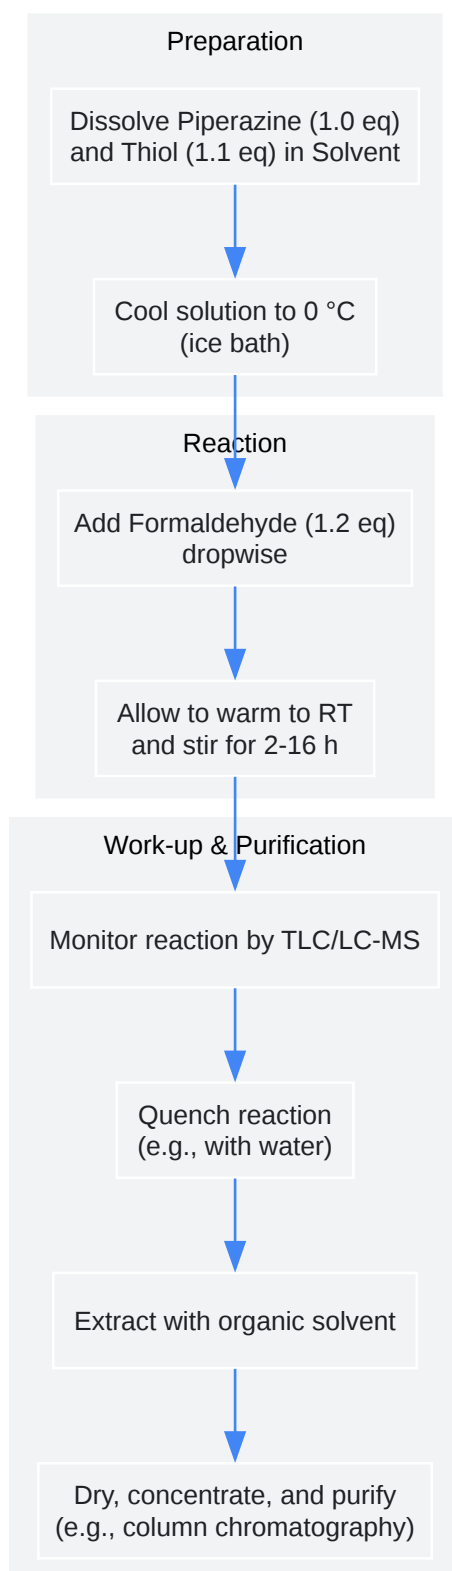 Preparation
Dissolve Piperazine (1.0 eq)
and Thiol (1.1 eq) in Solvent
Cool solution to 0 °C
(ice bath)
Reaction
Add Formaldehyde (1.2 eq)
dropwise
Allow to warm to RT
and stir for 2-16 h
Work-up & Purification
Monitor reaction by TLC/LC-MS
Quench reaction
(e.g., with water)
Extract with organic solvent
Dry, concentrate, and purify
(e.g., column chromatography)